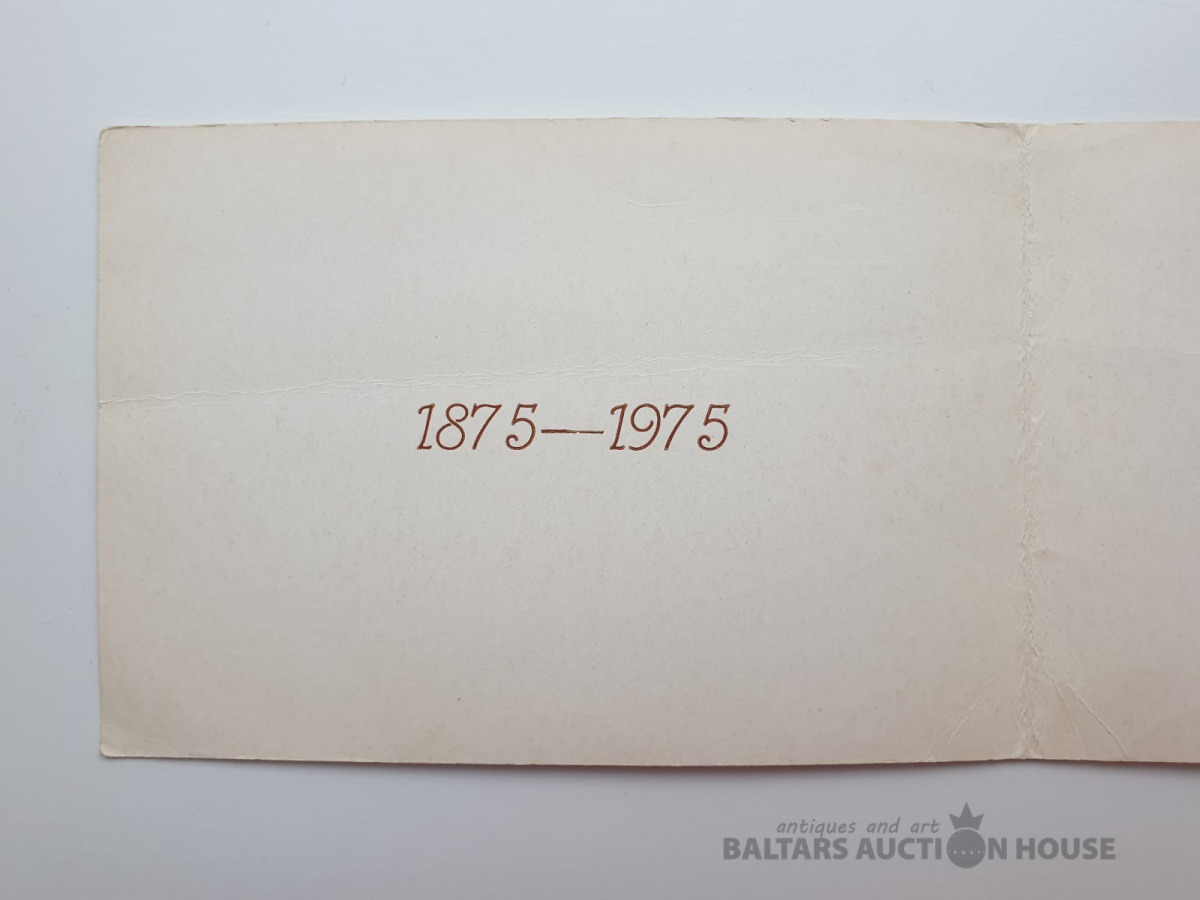 1875—1975
antiques and art
BALTARS AUCTION HOUSE